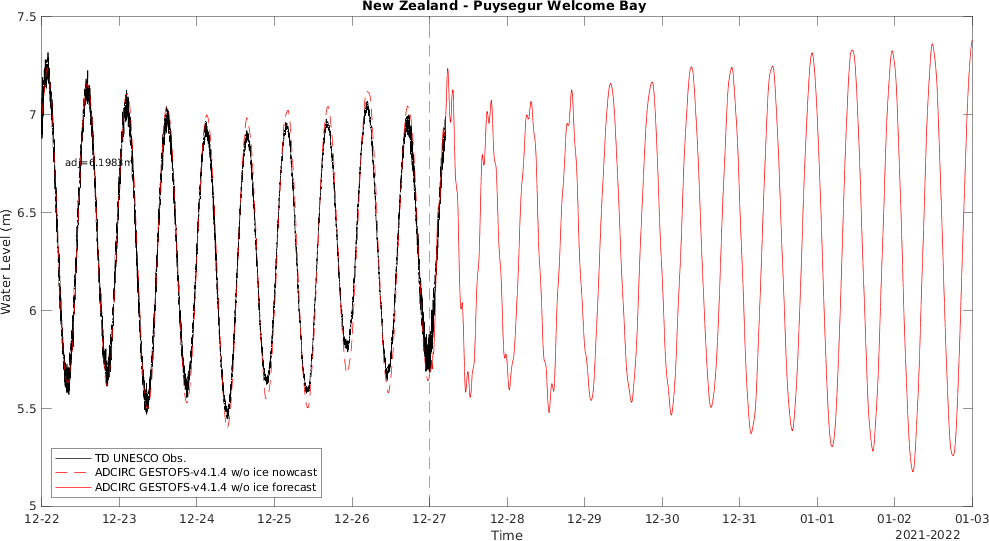 New Zealand - Puysegur Welcome Bay
7.5
7
6.5
6
5.5
5
Water Level (m)
adj=6.1983m
TD UNESCO Obs.
ADCIRC GESTOFS-v4.1.4 w/o ice nowcast
ADCIRC GESTOFS-v4.1.4 w/o ice forecast
12-22 12-23 12-24 12-25 12-26 12-27 12-28 12-29 12-30 12-31 01-01 01-02 01-03
Time
2021-2022